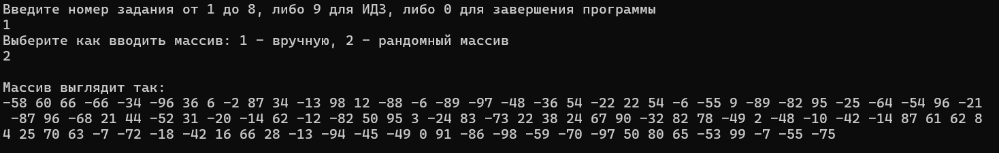 Введите номер задания от 1 до 8, либо 9 для ИДЗ, либо 0 для завершения программы
1
Выберите как вводить массив: 1 - вручную, 2 - рандомный массив
2
Массив выглядит так:
-58 60 66 -66 -34 -96 36 6 -2 87 34 -13 98 12 -88 -6 -89 -97 -48 -36 54 -22 22 54 -6 -55 9 -89 -82 95 -25 -64 -54 96 -21
-87 96 -68 21 44 -52 31 -20 -14 62 -12 -82 50 95 3 -24 83 -73 22 38 24 67 90 -32 82 78 -49 2 -48 -10 -42 -14 87 61 62 8
4 25 70 63 -7 -72 -18 -42 16 66 28 -13 -94 -45 -49 0 91 -86 -98 -59 -70 -97 50 80 65 -53 99 -7 -55 -75